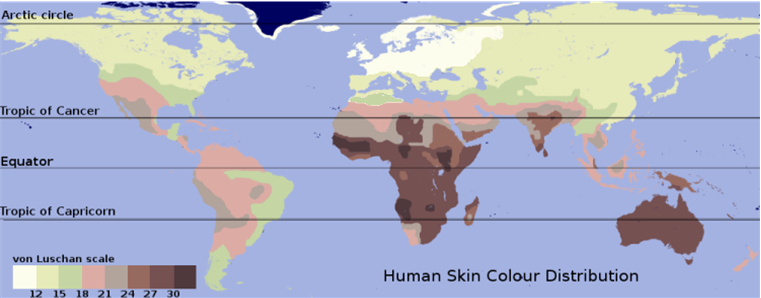 Arctic circle
Tropic of Cancer
Equator
Tropic of Capricorn
von Luschan scale
12 15 18 21 24 27 30
Human Skin Colour Distribution